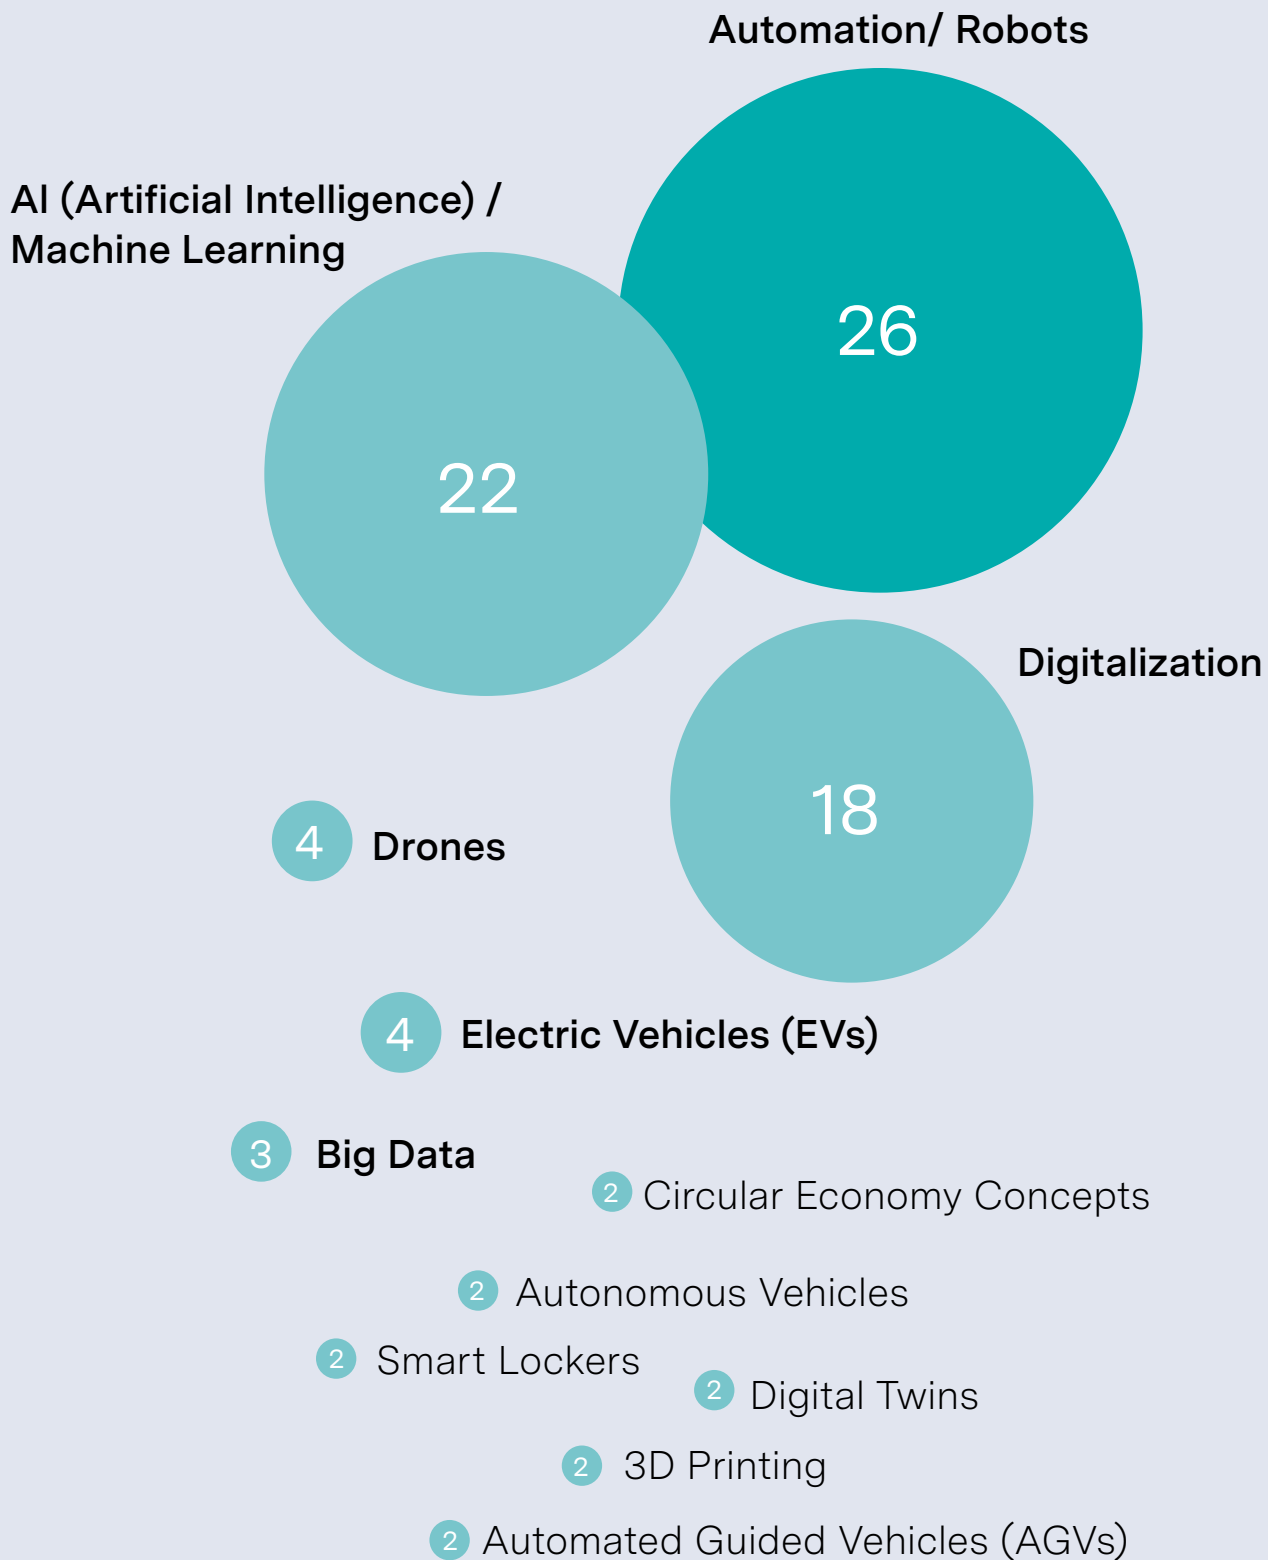 Automation/ Robots
AI (Artificial Intelligence) /
Machine Learning
26
22
Digitalization
18
4 Drones
4 Electric Vehicles (EVs)
3 Big Data
2 Circular Economy Concepts
2 Autonomous Vehicles
2 Smart Lockers
2 Digital Twins
2 3D Printing
2 Automated Guided Vehicles (AGVs)